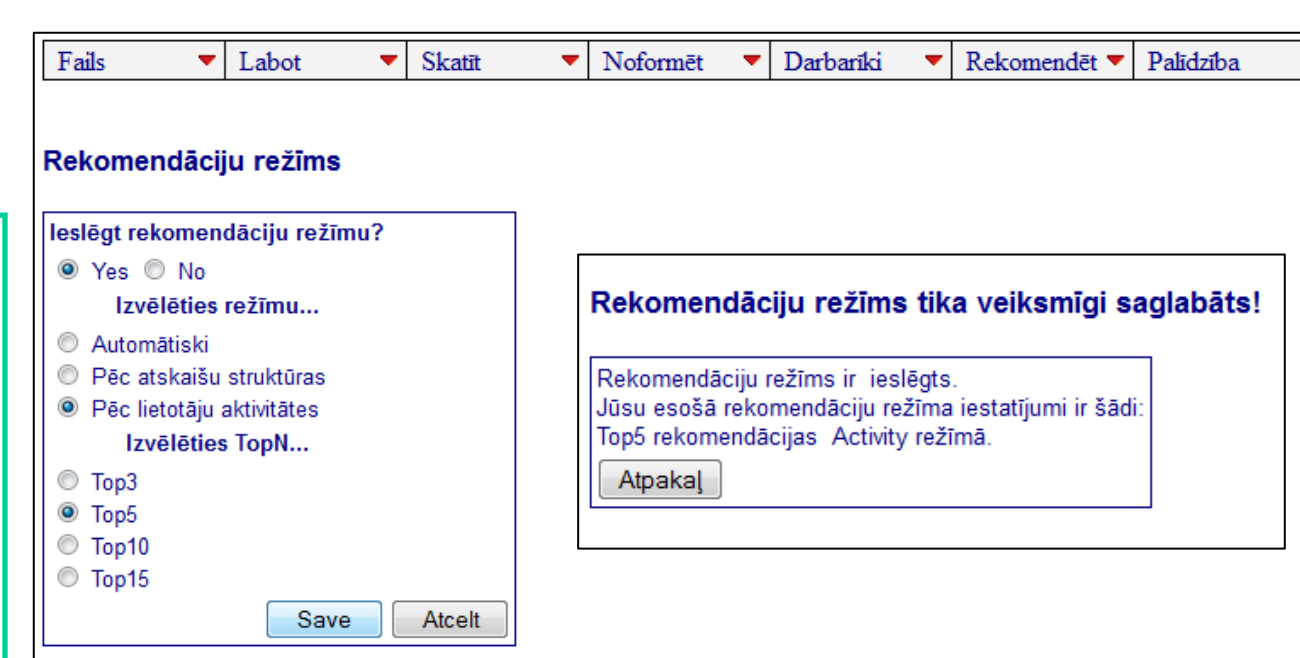 Fails Labot Skatīt Noformēt Darbarīki Rekomendēt Palīdzība
Rekomendāciju režīms
Ieslēgt rekomendāciju režīmu?
Yes No
Izvēlēties režīmu...
Automātiski
Pēc atskaišu struktūras
Pēc lietotāju aktivitātes
Izvēlēties TopN...
Top3
Top5
Top10
Top15
Save Atcelt
Rekomendāciju režīms tika veiksmīgi saglabāts!
Rekomendāciju režīms ir ieslēgts.
Jūsu esošā rekomendāciju režīma iestatījumi ir šādi:
Top5 rekomendācijas Activity režīmā.
Atpakaļ